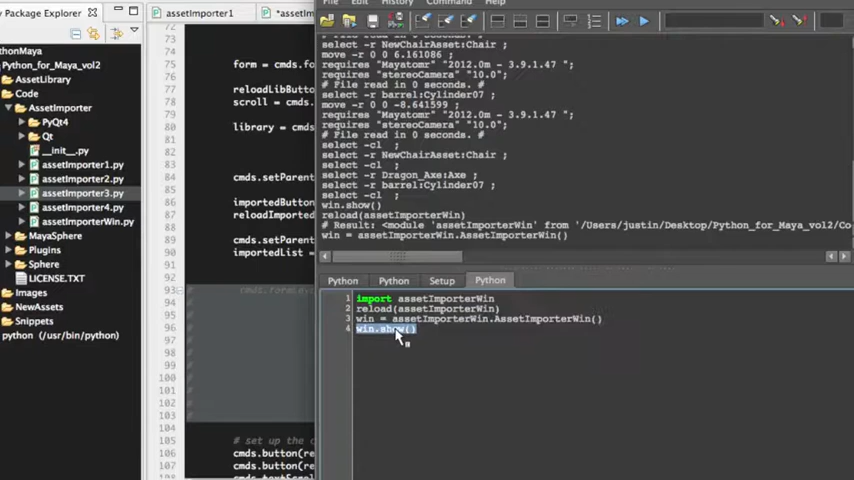 Package Explorer
ythonMaya
Python_for_Maya_vol2
AssetLibrary
Code
AssetImporter
PyQt4
Qt
__init__.py
assetImporter1.py
assetImporter2.py
assetImporter3.py
assetImporter4.py
assetImporterWin.py
MayaSphere
Plugins
Sphere
LICENSE.TXT
Images
NewAssets
Snippets
python (/usr/bin/python)
assetImporter1
*assetIm
73
74
75 form = cmds.fo
76
77 reloadLibButto
78 scroll = cmds.
79
80 library = cmds
81
82
83
84 cmds.setParent
85
86 importedButton
87 reloadImported
88
89 cmds.setParent
90 importedList =
91
92
93
94
95
96
97
98
99
100
101
102
103
104
105 # set up the c
106 cmds.button(re
107 cmds.button(re
Edit History Command Help
select -r NewChairAsset:Chair ;
move -r 0 0 6.161086 ;
requires "Mayatomr" "2012.0m - 3.9.1.47 ";
requires "stereoCamera" "10.0";
# File read in 0 seconds. #
select -r barrel:Cylinder07 ;
move -r 0 0 -8.641599 ;
requires "Mayatomr" "2012.0m - 3.9.1.47 ";
requires "stereoCamera" "10.0";
# File read in 0 seconds. #
select -cl ;
select -r NewChairAsset:Chair ;
select -cl ;
select -r Dragon_Axe:Axe ;
select -r barrel:Cylinder07 ;
select -cl ;
win.show()
reload(assetImporterWin)
# Result: <module 'assetImporterWin' from '/Users/justin/Desktop/Python_for_Maya_vol2/Co
win = assetImporterWin.AssetImporterWin()
Python Python Setup Python
1 import assetImporterWin
2 reload(assetImporterWin)
3 win = assetImporterWin.AssetImporterWin()
4 win.show()